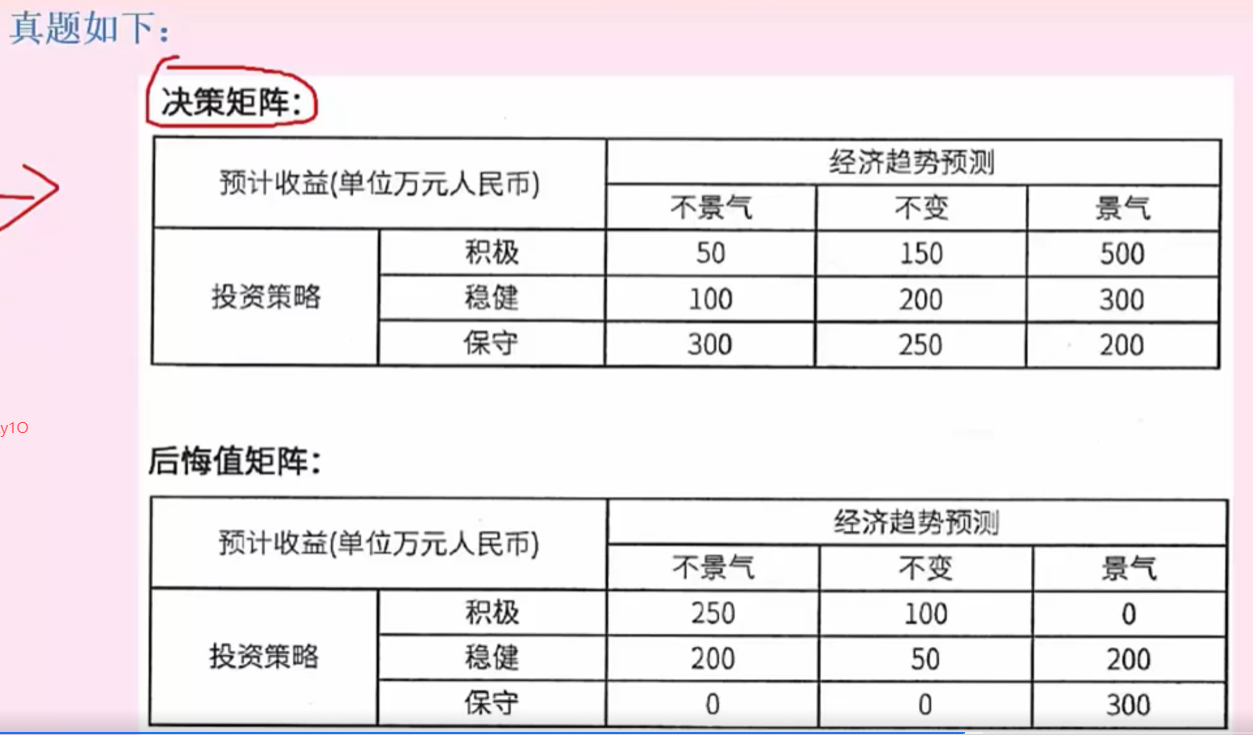 真题如下：
决策矩阵：
预计收益(单位万元人民币) 经济趋势预测
不景气 不变 景气
投资策略 积极 50 150 500
稳健 100 200 300
保守 300 250 200
y10
后悔值矩阵：
预计收益(单位万元人民币) 经济趋势预测
不景气 不变 景气
投资策略 积极 250 100 0
稳健 200 50 200
保守 0 0 300